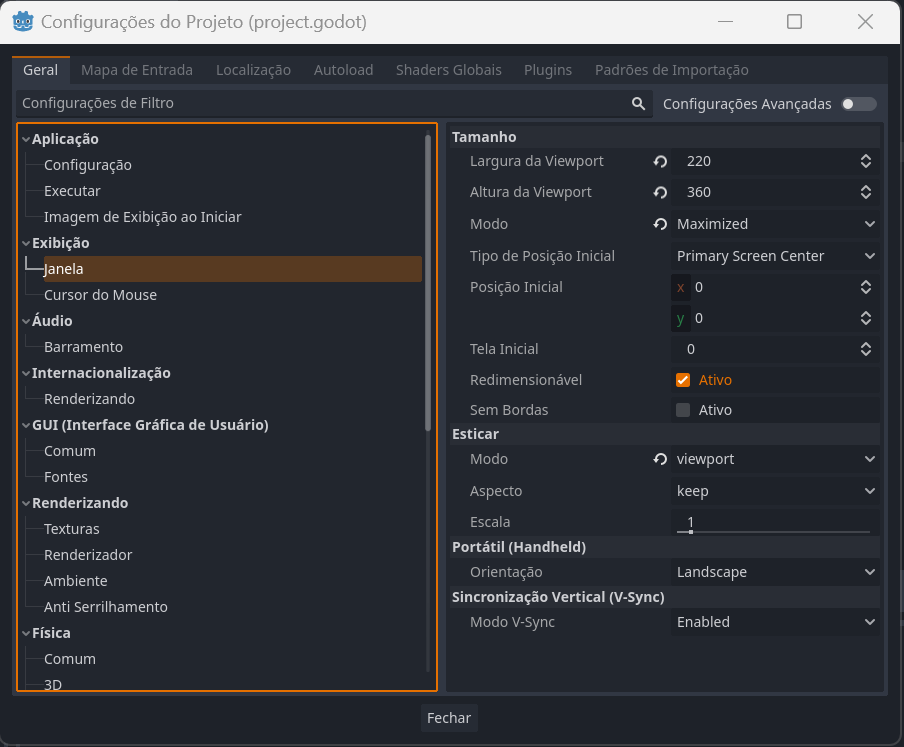 Configurações do Projeto (project.godot)
Geral Mapa de Entrada Localização Autoload Shaders Globais Plugins Padrões de Importação
Configurações de Filtro
Configurações Avançadas
Aplicação
Configuração
Executar
Imagem de Exibição ao Iniciar
Exibição
Janela
Cursor do Mouse
Áudio
Barramento
Internacionalização
Renderizando
GUI (Interface Gráfica de Usuário)
Comum
Fontes
Renderizando
Texturas
Renderizador
Ambiente
Anti Serrilhamento
Física
Comum
3D
Tamanho
Largura da Viewport 220
Altura da Viewport 360
Modo Maximized
Tipo de Posição Inicial Primary Screen Center
Posição Inicial x 0
y 0
Tela Inicial 0
Redimensionável Ativo
Sem Bordas Ativo
Esticar
Modo viewport
Aspecto keep
Escala 1
Portátil (Handheld)
Orientação Landscape
Sincronização Vertical (V-Sync)
Modo V-Sync Enabled
Fechar